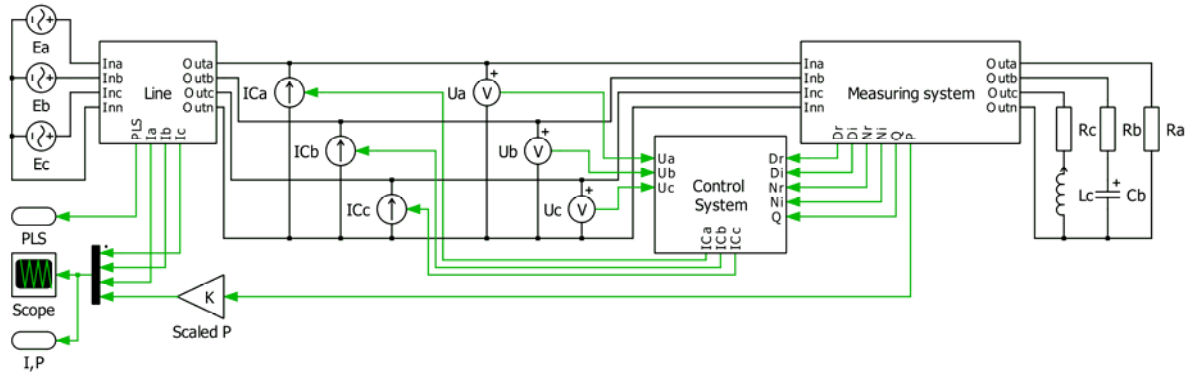 Ea
Eb
Ec
Ina
Inb
Inc
Inn
Line
Outa
Outb
Outc
Outn
PLS
Ia
Ib
Ic
ICa
ICb
ICc
Ua
V
Ub
V
Uc
V
Ua
Ub
Uc
Control
System
Dr
Di
Nr
Ni
Q
ICa
ICb
ICc
Ina
Inb
Inc
Inn
Measuring system
Outa
Outb
Outc
Outn
Dr
Di
Nr
Ni
Q
P
Rc
Rb
Ra
Lc
Cb
PLS
Scope
I,P
K
Scaled P